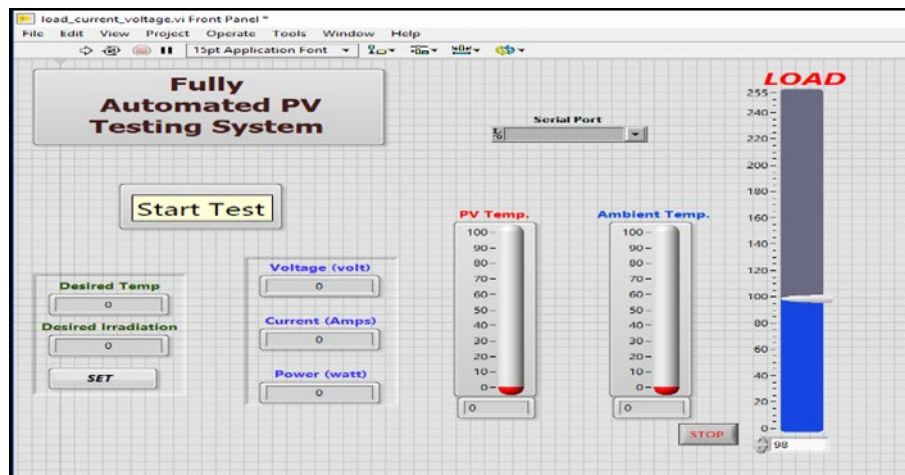 load_current_voltage.vi Front Panel *
File Edit View Project Operate Tools Window Help
15pt Application Font
Fully
Automated PV
Testing System
Serial Port
Start Test
Desired Temp
0
Desired Irradiation
0
SET
Voltage (volt)
0
Current (Amps)
0
Power (watt)
0
PV Temp.
100
90
80
70
60
50
40
30
20
10
0
0
Ambient Temp.
100
90
80
70
60
50
40
30
20
10
0
0
LOAD
255
240
220
200
180
160
140
120
100
80
60
40
20
0
98
STOP